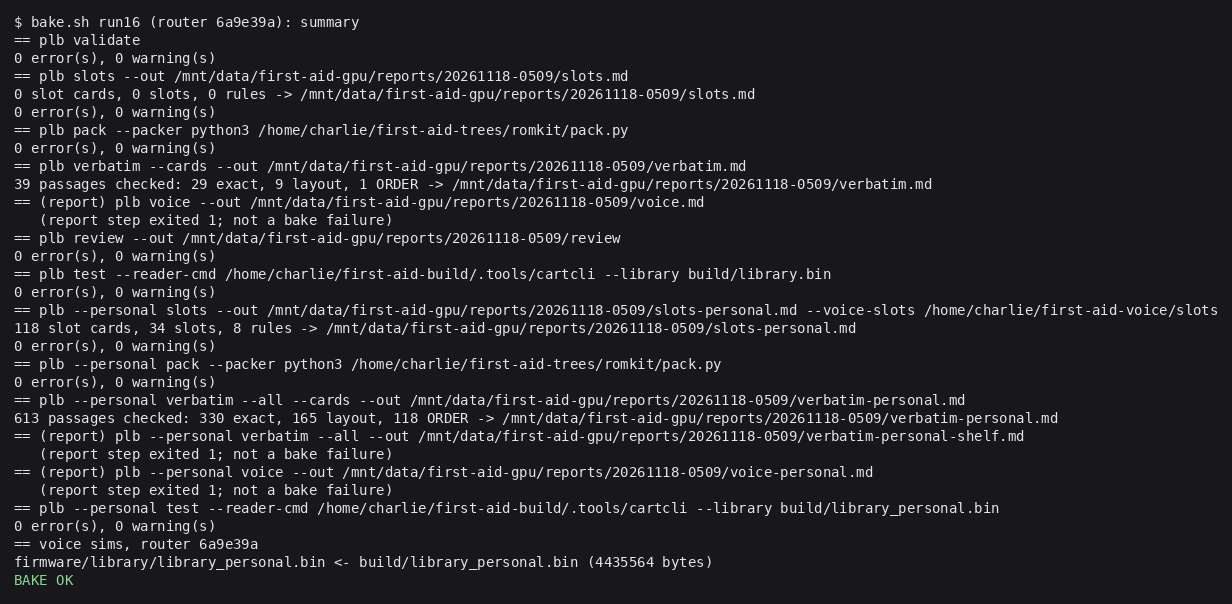 $ bake.sh run16 (router 6a9e39a): summary
== plb validate
0 error(s), 0 warning(s)
== plb slots --out /mnt/data/first-aid-gpu/reports/20261118-0509/slots.md
0 slot cards, 0 slots, 0 rules -> /mnt/data/first-aid-gpu/reports/20261118-0509/slots.md
0 error(s), 0 warning(s)
== plb pack --packer python3 /home/charlie/first-aid-trees/romkit/pack.py
0 error(s), 0 warning(s)
== plb verbatim --cards --out /mnt/data/first-aid-gpu/reports/20261118-0509/verbatim.md
39 passages checked: 29 exact, 9 layout, 1 ORDER -> /mnt/data/first-aid-gpu/reports/20261118-0509/verbatim.md
== (report) plb voice --out /mnt/data/first-aid-gpu/reports/20261118-0509/voice.md
   (report step exited 1; not a bake failure)
== plb review --out /mnt/data/first-aid-gpu/reports/20261118-0509/review
0 error(s), 0 warning(s)
== plb test --reader-cmd /home/charlie/first-aid-build/.tools/cartcli --library build/library.bin
0 error(s), 0 warning(s)
== plb --personal slots --out /mnt/data/first-aid-gpu/reports/20261118-0509/slots-personal.md --voice-slots /home/charlie/first-aid-voice/slots
118 slot cards, 34 slots, 8 rules -> /mnt/data/first-aid-gpu/reports/20261118-0509/slots-personal.md
0 error(s), 0 warning(s)
== plb --personal pack --packer python3 /home/charlie/first-aid-trees/romkit/pack.py
0 error(s), 0 warning(s)
== plb --personal verbatim --all --cards --out /mnt/data/first-aid-gpu/reports/20261118-0509/verbatim-personal.md
613 passages checked: 330 exact, 165 layout, 118 ORDER -> /mnt/data/first-aid-gpu/reports/20261118-0509/verbatim-personal.md
== (report) plb --personal verbatim --all --out /mnt/data/first-aid-gpu/reports/20261118-0509/verbatim-personal-shelf.md
   (report step exited 1; not a bake failure)
== (report) plb --personal voice --out /mnt/data/first-aid-gpu/reports/20261118-0509/voice-personal.md
   (report step exited 1; not a bake failure)
== plb --personal test --reader-cmd /home/charlie/first-aid-build/.tools/cartcli --library build/library_personal.bin
0 error(s), 0 warning(s)
== voice sims, router 6a9e39a
firmware/library/library_personal.bin <- build/library_personal.bin (4435564 bytes)
BAKE OK